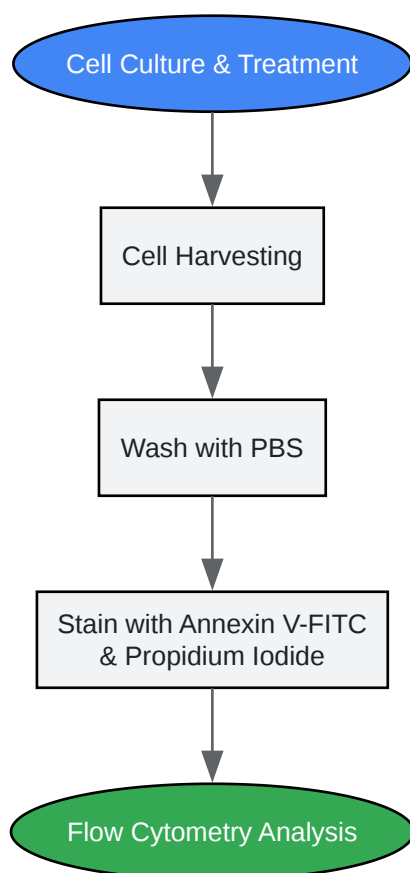 Cell Culture & Treatment
Cell Harvesting
Wash with PBS
Stain with Annexin V-FITC
& Propidium Iodide
Flow Cytometry Analysis